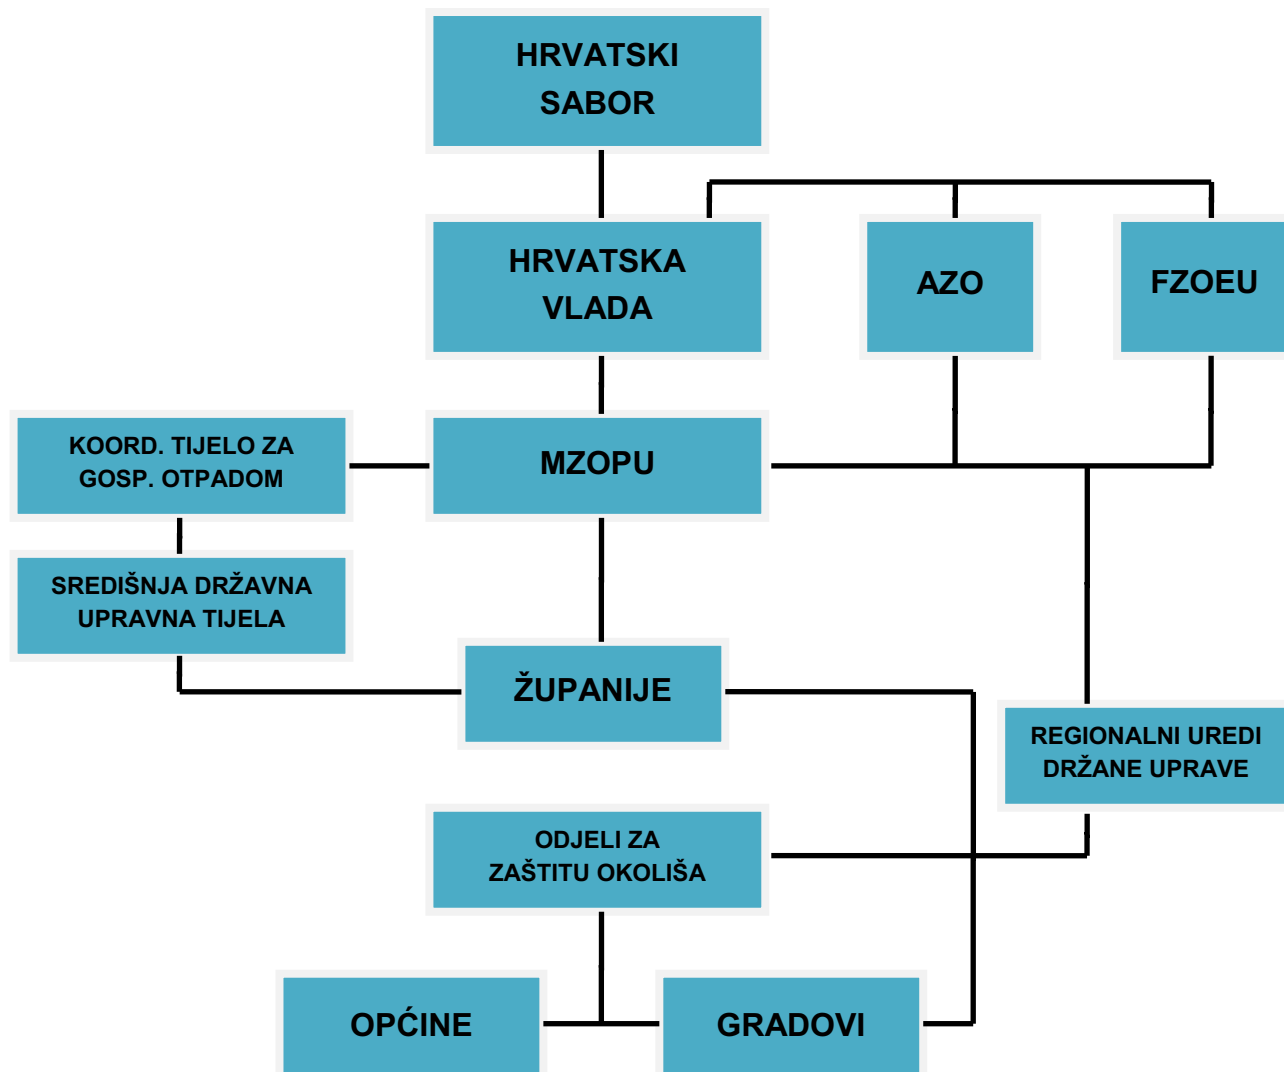 HRVATSKI
SABOR
HRVATSKA
VLADA
AZO
FZOEU
KOORD. TIJELO ZA
GOSP. OTPADOM
MZOPU
SREDIŠNJA DRŽAVNA
UPRAVNA TIJELA
ŽUPANIJE
REGIONALNI UREDI
DRŽANE UPRAVE
ODJELI ZA
ZAŠTITU OKOLIŠA
OPĆINE
GRADOVI